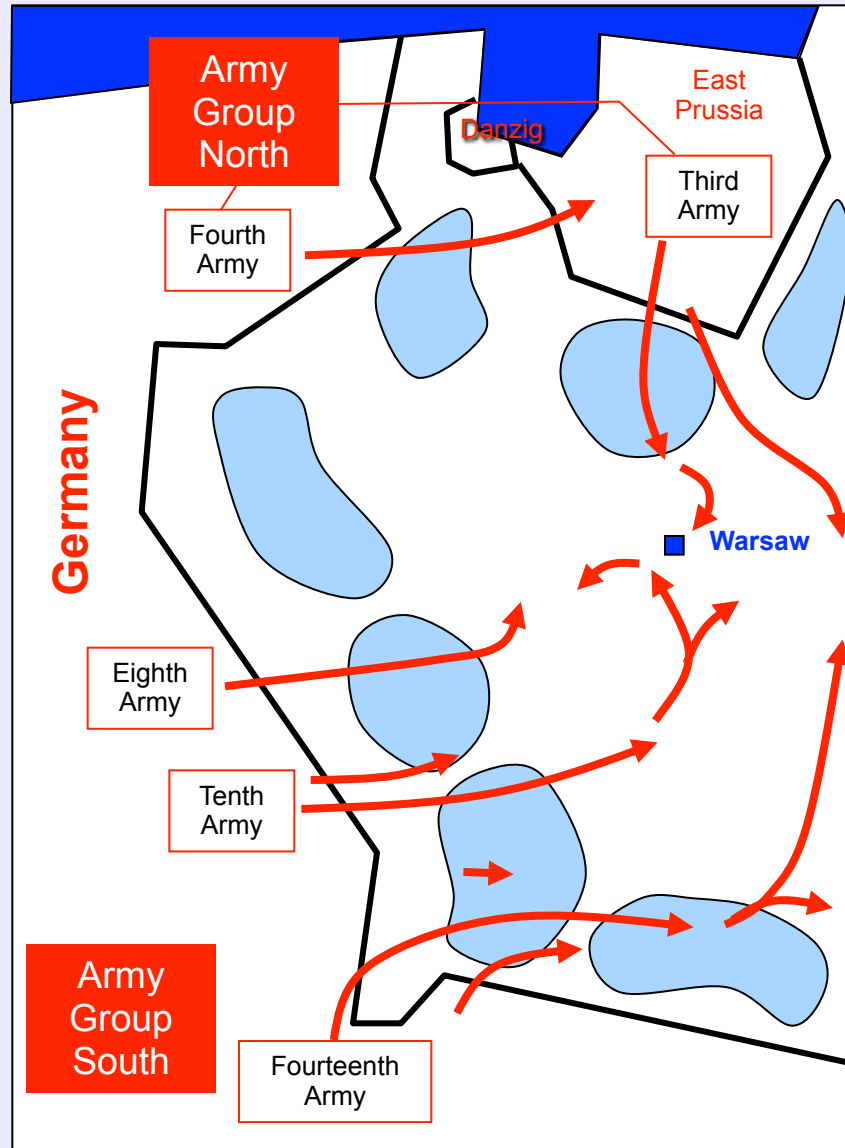 Army
Group
North
East
Prussia
Danzig
Third
Army
Fourth
Army
Germany
Warsaw
Eighth
Army
Tenth
Army
Army
Group
South
Fourteenth
Army